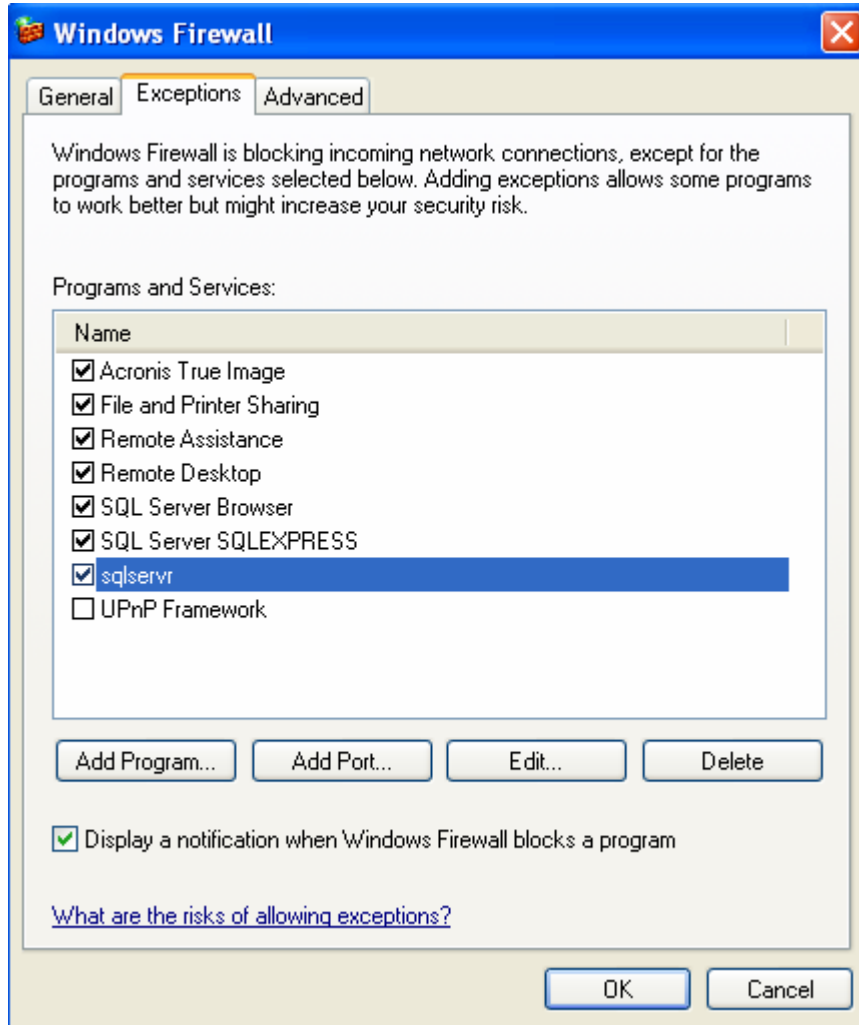 Windows Firewall
General Exceptions Advanced
Windows Firewall is blocking incoming network connections, except for the
programs and services selected below. Adding exceptions allows some programs
to work better but might increase your security risk.
Programs and Services:
Name
Acronis True Image
File and Printer Sharing
Remote Assistance
Remote Desktop
SQL Server Browser
SQL Server SQLEXPRESS
sqlservr
UPnP Framework
Add Program... Add Port... Edit... Delete
Display a notification when Windows Firewall blocks a program
What are the risks of allowing exceptions?
OK Cancel